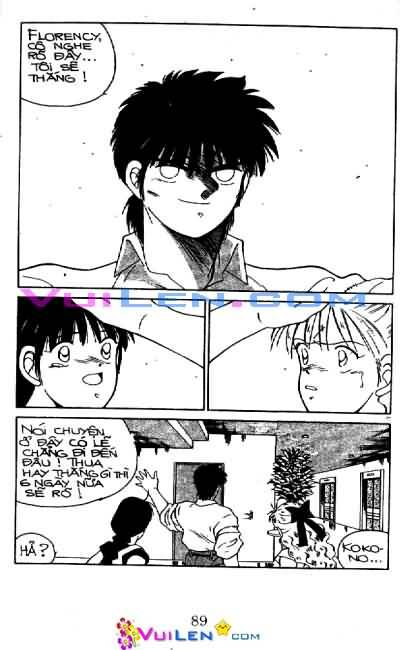 FLORENCY,
CÔ NGHE
RÕ ĐÂY...
TÔI SẼ
THẮNG!
VUILEN.COM
NÓI CHUYỆN
Ở ĐÂY CÓ LẼ
CHẲNG ĐI ĐẾN
ĐÂU! THUA
HAY THẮNG GÌ THÌ
6 NGÀY NỮA
SẼ RÕ!
HẢ?
KOKO-
NO...
89
VUILEN.COM